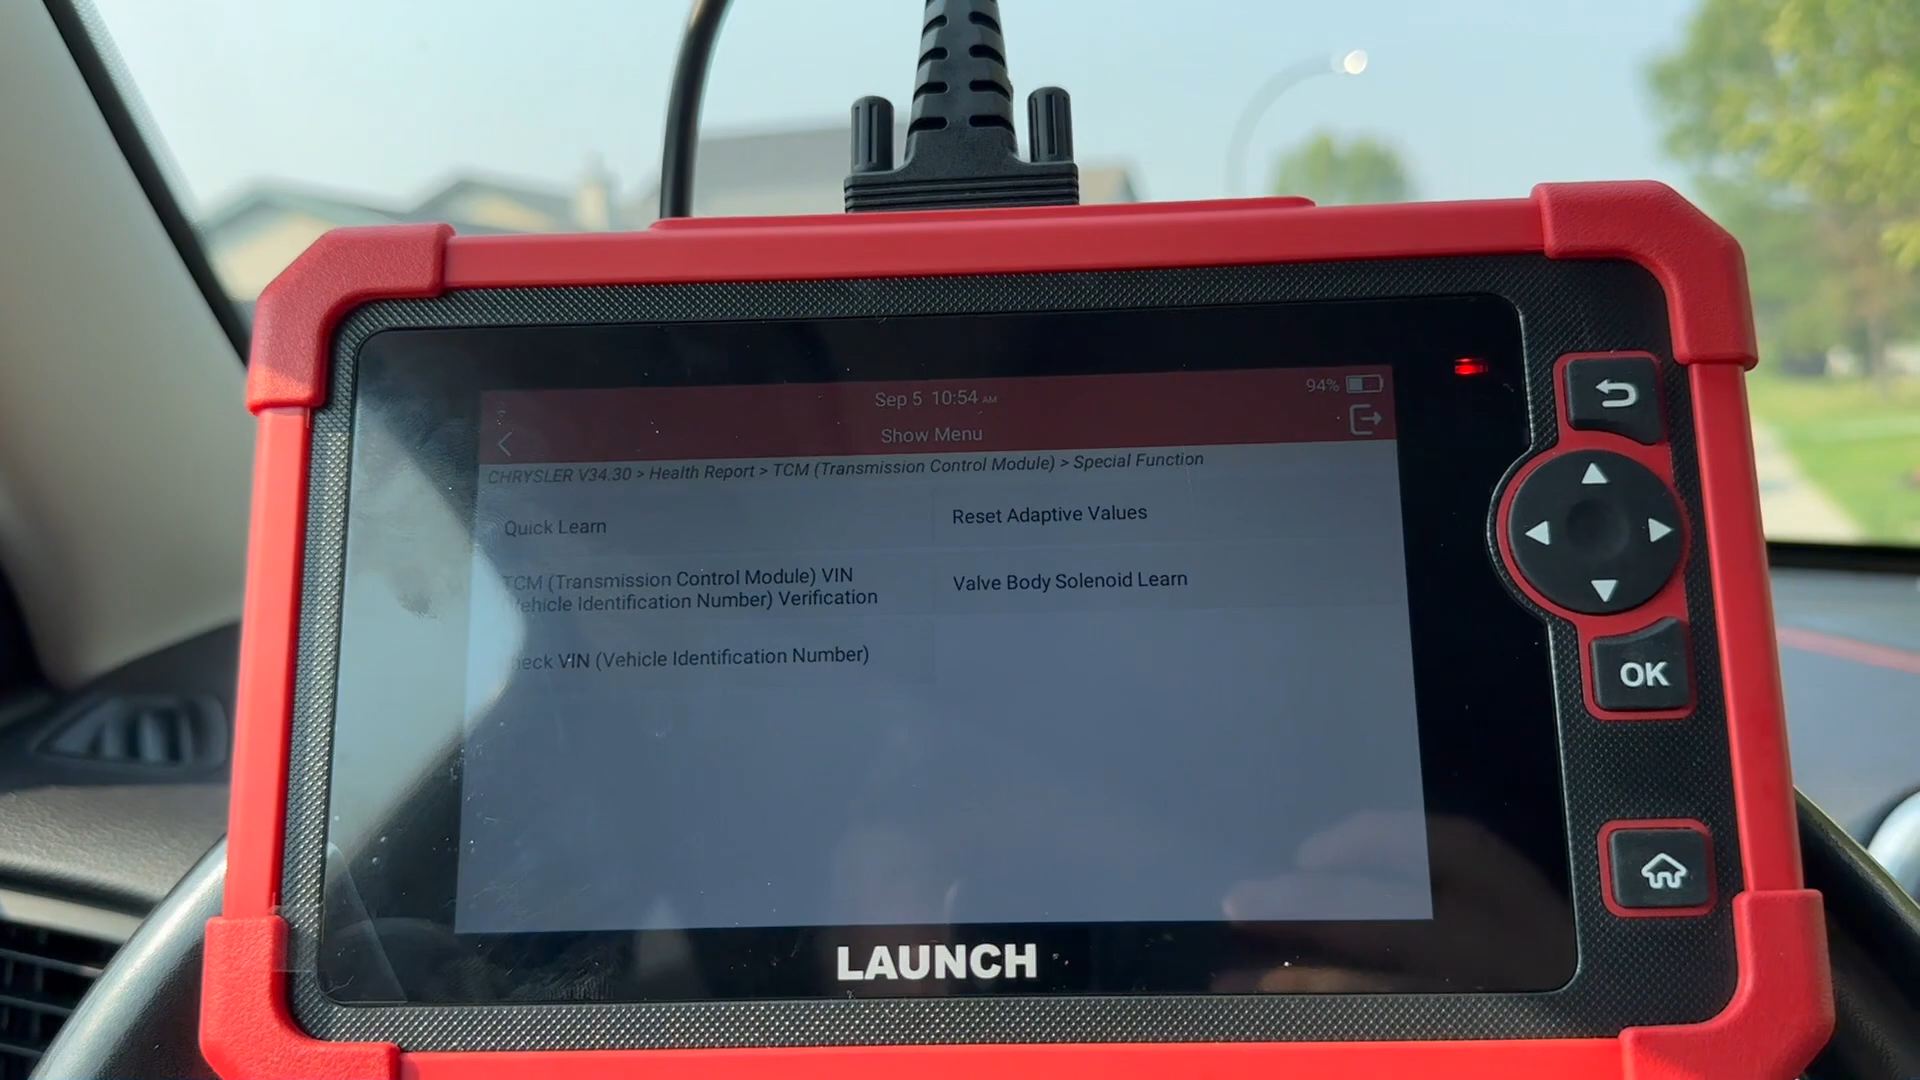 Sep 5 10:54 AM
94%
Show Menu
CHRYSLER V34.30 > Health Report > TCM (Transmission Control Module) > Special Function
Quick Learn
Reset Adaptive Values
TCM (Transmission Control Module) VIN
(Vehicle Identification Number) Verification
Valve Body Solenoid Learn
Check VIN (Vehicle Identification Number)
OK
LAUNCH